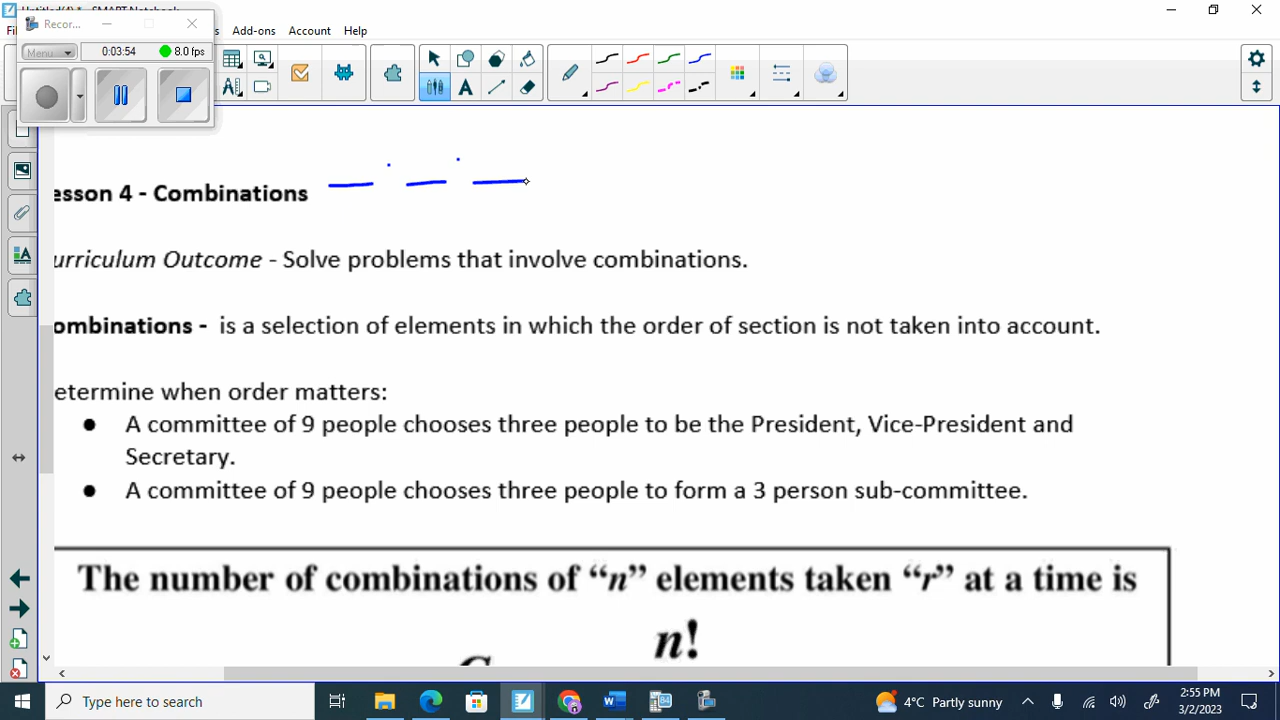 Untitled(4)* - SMART Notebook
Recor...
Menu
0:03:54
8.0 fps
Add-ons Account Help
esson 4 - Combinations
urriculum Outcome - Solve problems that involve combinations.
ombinations - is a selection of elements in which the order of section is not taken into account.
etermine when order matters:
● A committee of 9 people chooses three people to be the President, Vice-President and
Secretary.
● A committee of 9 people chooses three people to form a 3 person sub-committee.
The number of combinations of “n” elements taken “r” at a time is
n!
Type here to search
4°C Partly sunny
2:55 PM
3/2/2023